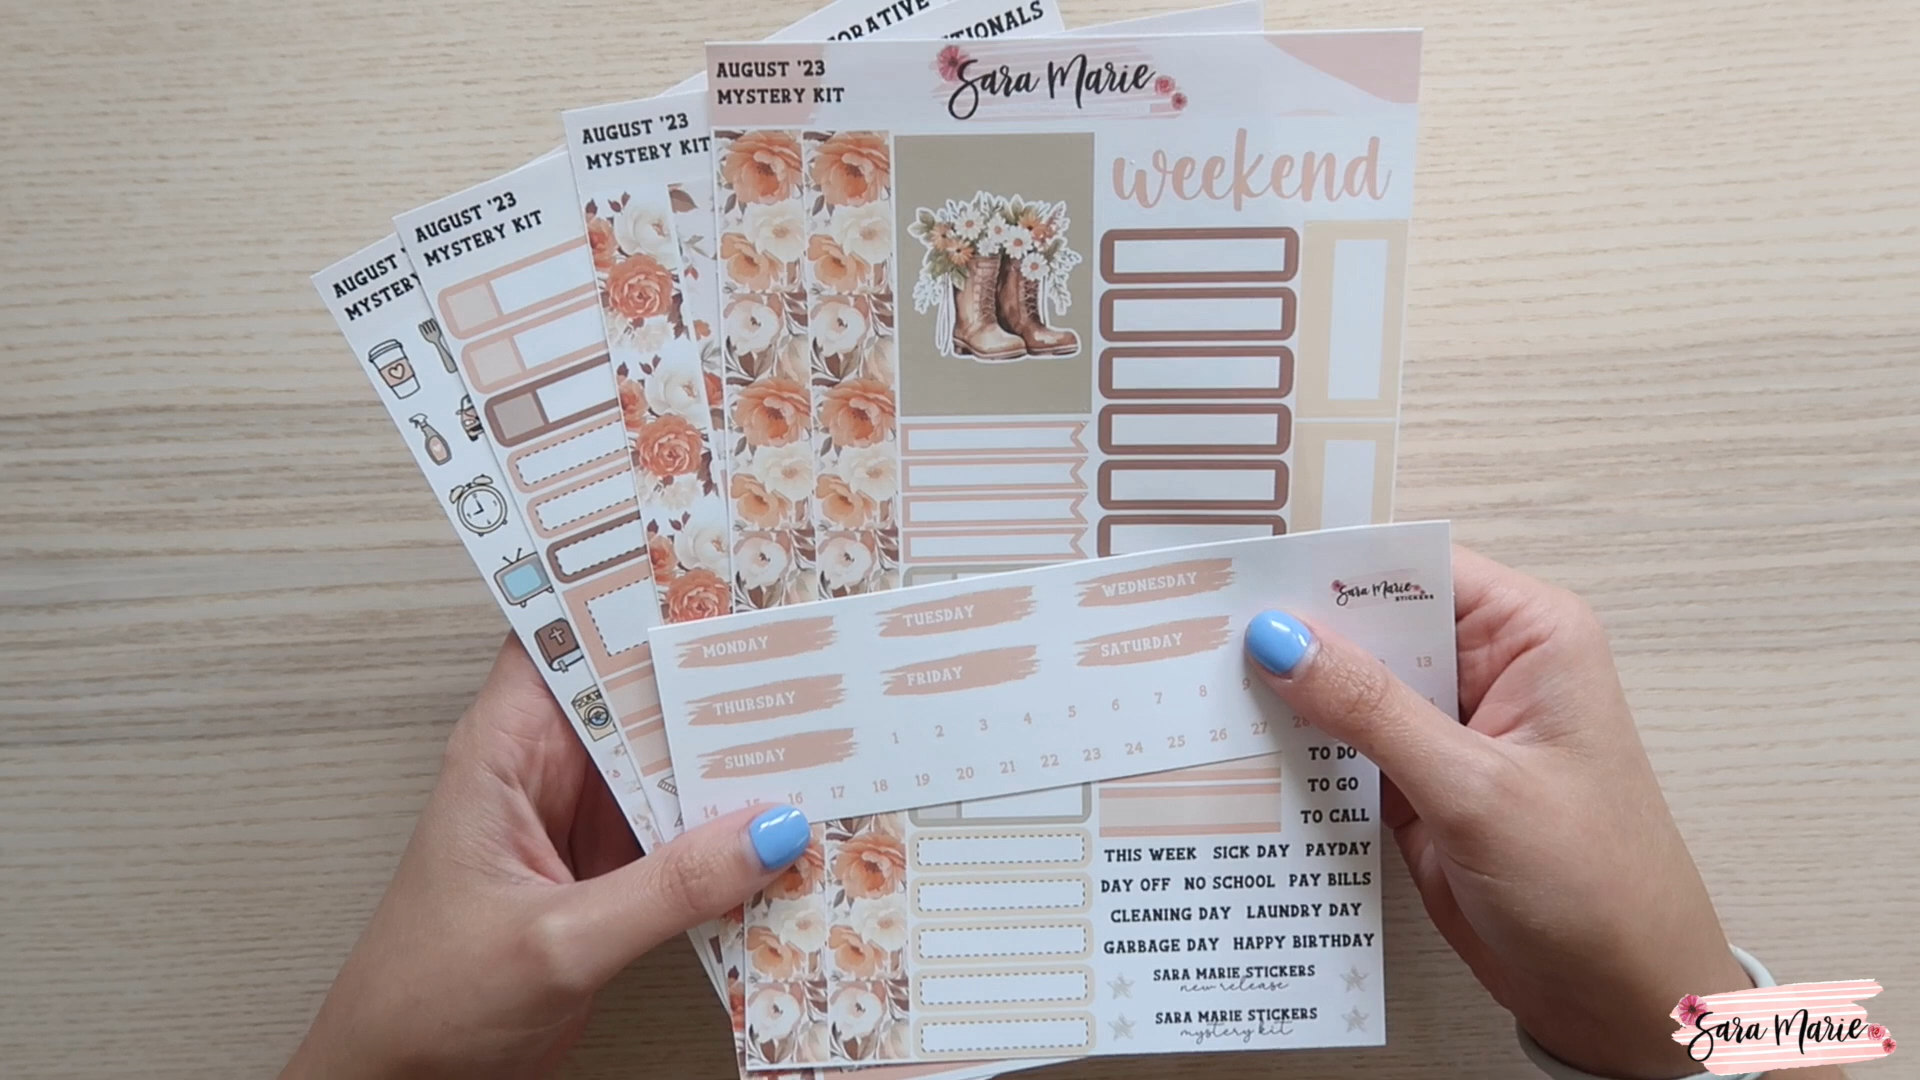 ORATIVE
TIONALS
AUGUST '23
MYSTERY KIT
Sara Marie
AUGUST '23
MYSTERY KIT
AUGUST '23
MYSTERY KIT
AUGUST
MYSTERY
weekend
MONDAY TUESDAY WEDNESDAY
Sara Marie
STICKERS
THURSDAY FRIDAY SATURDAY
SUNDAY
1 2 3 4 5 6 7 8 9 13
14 15 16 17 18 19 20 21 22 23 24 25 26 27 28
TO DO
TO GO
TO CALL
THIS WEEK SICK DAY PAYDAY
DAY OFF NO SCHOOL PAY BILLS
CLEANING DAY LAUNDRY DAY
GARBAGE DAY HAPPY BIRTHDAY
SARA MARIE STICKERS
new release
SARA MARIE STICKERS
mystery kit
Sara Marie